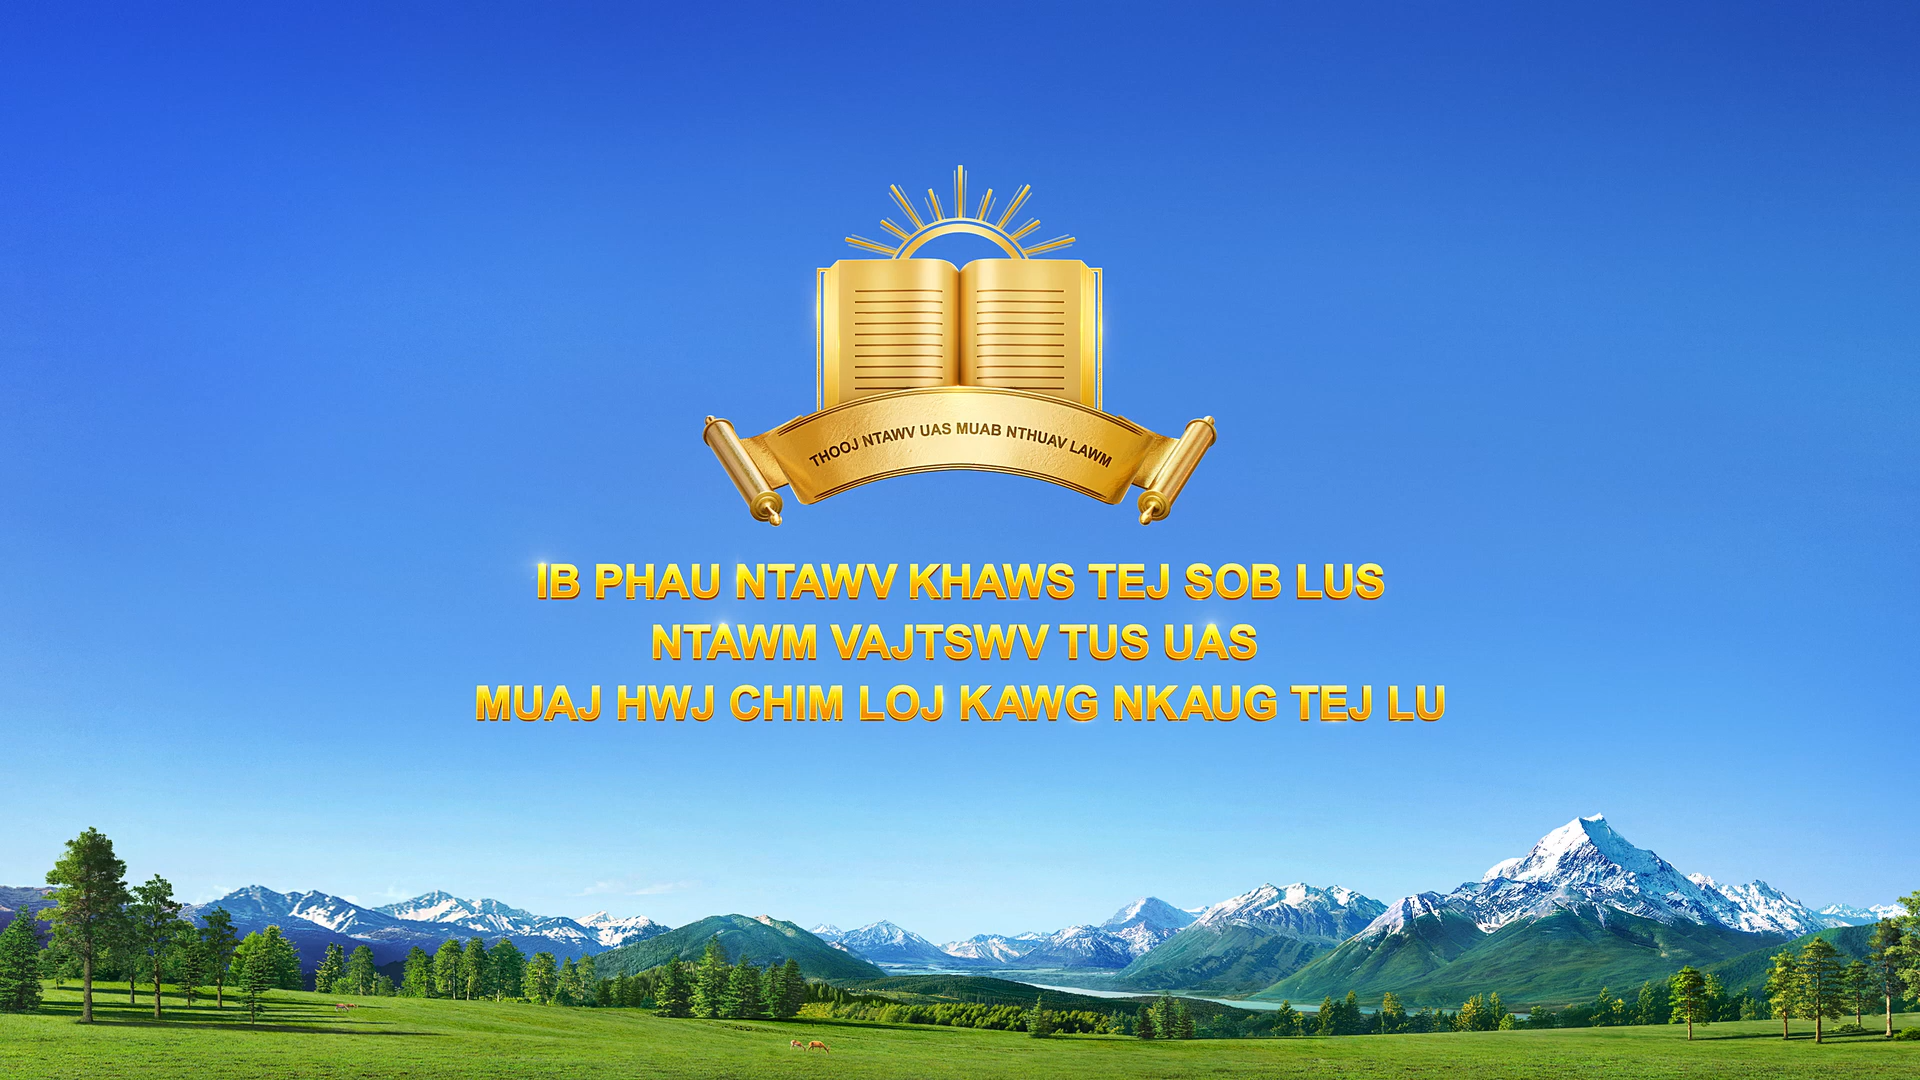 THOOJ NTAWV UAS MUAB NTHUAV LAWM
IB PHAU NTAWV KHAWS TEJ SOB LUS
NTAWM VAJTSWV TUS UAS
MUAJ HWJ CHIM LOJ KAWG NKAUG TEJ LU